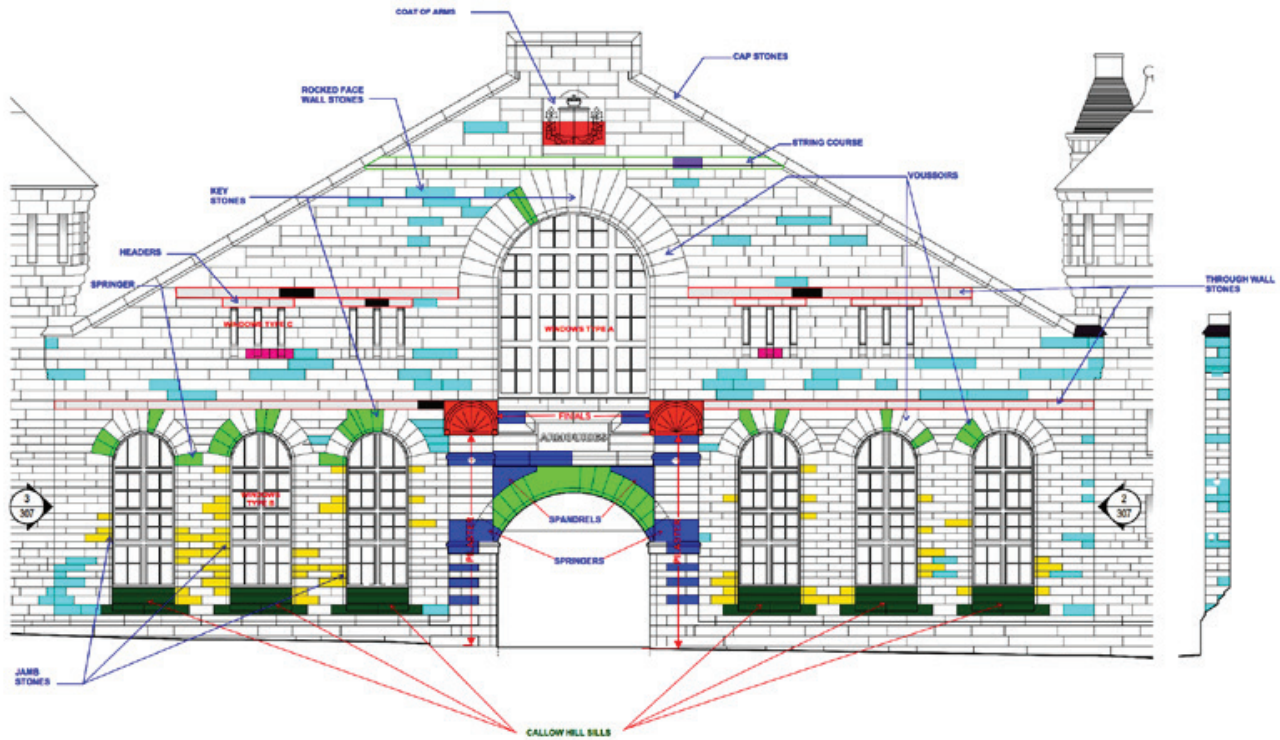 COAT OF ARMS
CAP STONES
ROCKED FACE
WALL STONES
STRING COURSE
KEY
STONES
VOUSSOIRS
HEADERS
SPRINGER
THROUGH WALL
STONES
WINDOWS TYPE C
WINDOWS TYPE A
FINIALS
ARMOURIES
WINDOWS
TYPE B
3
307
2
307
SPANDRELS
SPRINGERS
JAMB
STONES
CALLOW HILL SILLS